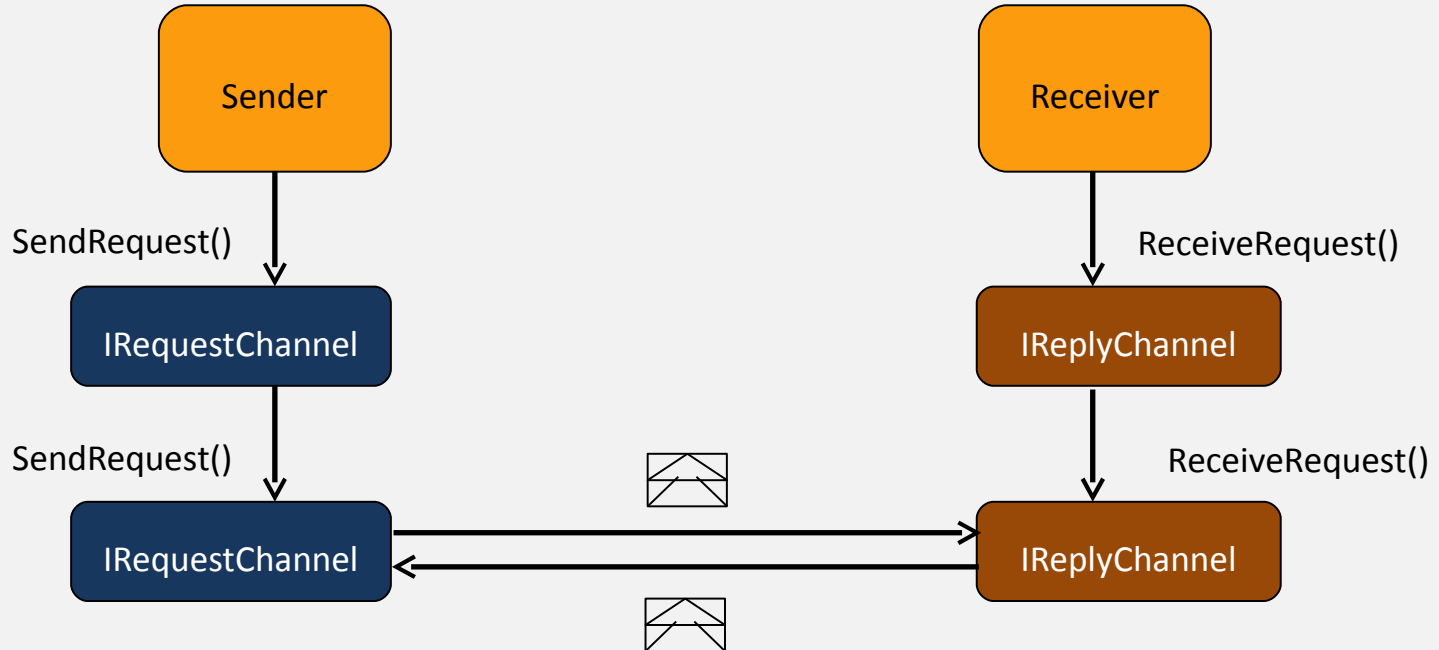 Sender
Receiver
SendRequest()
ReceiveRequest()
IRequestChannel
IReplyChannel
SendRequest()
ReceiveRequest()
IRequestChannel
IReplyChannel